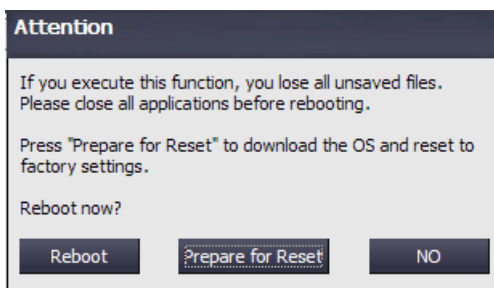 Attention
If you execute this function, you lose all unsaved files.
Please close all applications before rebooting.
Press "Prepare for Reset" to download the OS and reset to
factory settings.
Reboot now?
Reboot Prepare for Reset NO